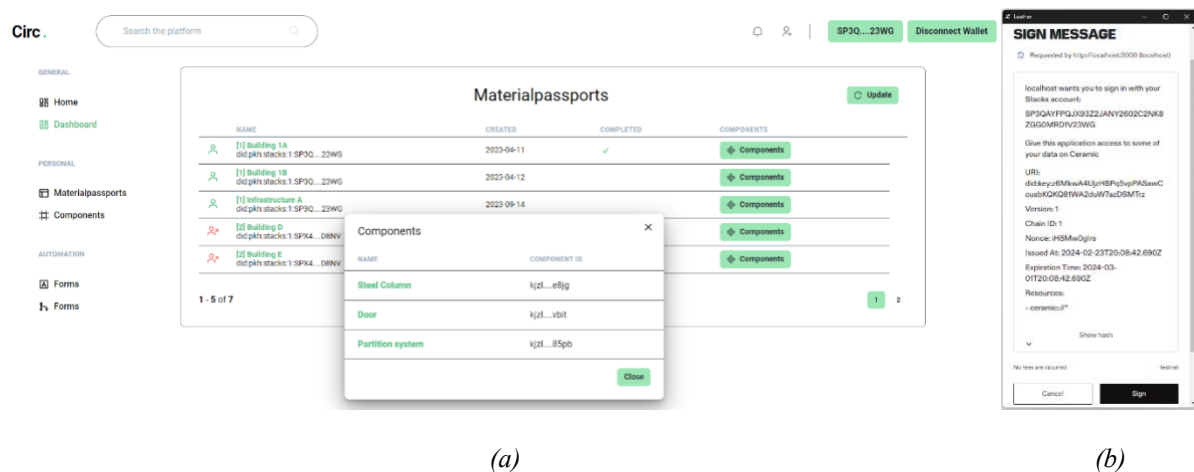 Circ.
Search the platform
SP3Q....23WG
Disconnect Wallet
GENERAL
Home
Dashboard
PERSONAL
Materialpassports
Components
AUTOMATION
Forms
Forms
Materialpassports
Update
NAME CREATED COMPLETED COMPONENTS
[1] Building 1A
did:pkh:stacks:1:SP3Q....23WG
2023-04-11
Components
[1] Building 1B
did:pkh:stacks:1:SP3Q....23WG
2023-04-12
Components
[1] Infrastructure A
did:pkh:stacks:1:SP3Q....23WG
2023-09-14
Components
[2] Building D
did:pkh:stacks:1:SPX4....D8NV
Components
[2] Building E
did:pkh:stacks:1:SPX4....D8NV
Components
1 - 5 of 7
1 2
Components
NAME COMPONENT ID
Steel Column kjzl....e8jg
Door kjzl....vbit
Partition system kjzl....85pb
Close
Leather
SIGN MESSAGE
Requested by http://localhost:3000 (localhost)
localhost wants you to sign in with your
Stacks account:
Give this application access to some of
your data on Ceramic
URI:
Version: 1
Chain ID: 1
Nonce:
Issued At: 2024-02-23T20:08:42.690Z
Expiration Time: 2024-03-
01T20:08:42.690Z
Resources:
- ceramic://*
Show hash
No fees are incurred testnet
Cancel
Sign
(a)
(b)